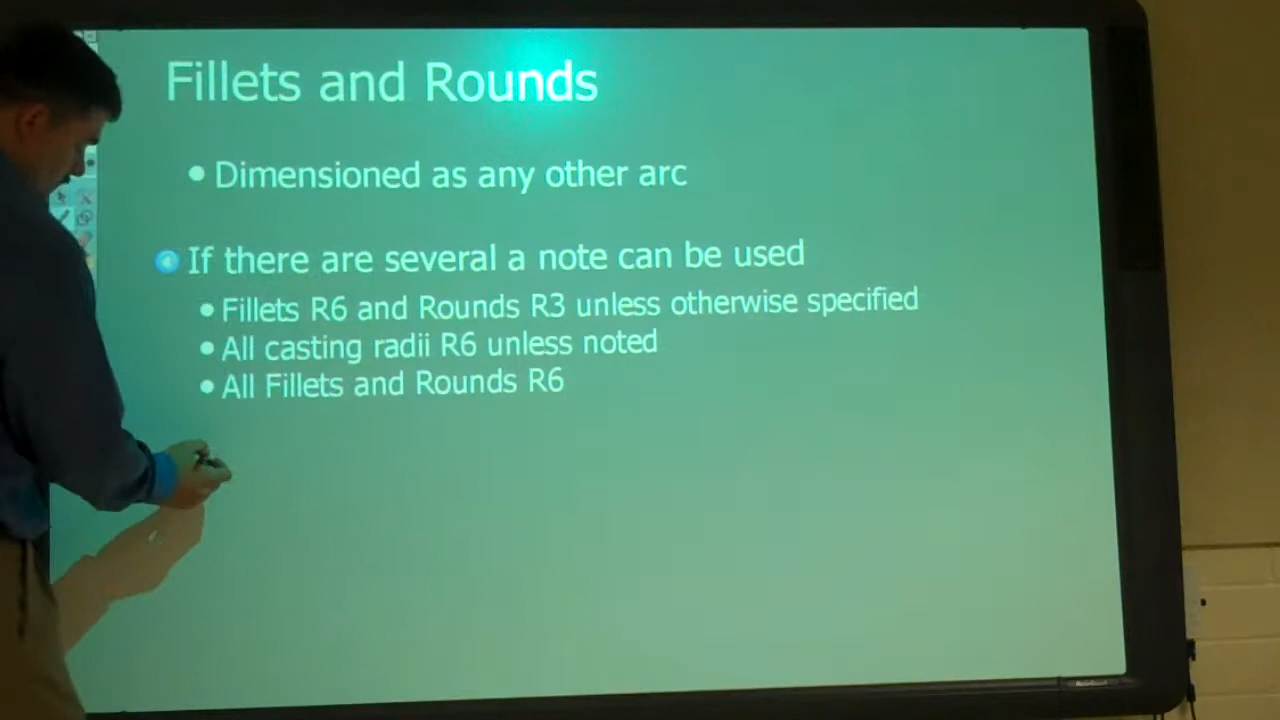 Fillets and Rounds
• Dimensioned as any other arc
If there are several a note can be used
• Fillets R6 and Rounds R3 unless otherwise specified
• All casting radii R6 unless noted
• All Fillets and Rounds R6